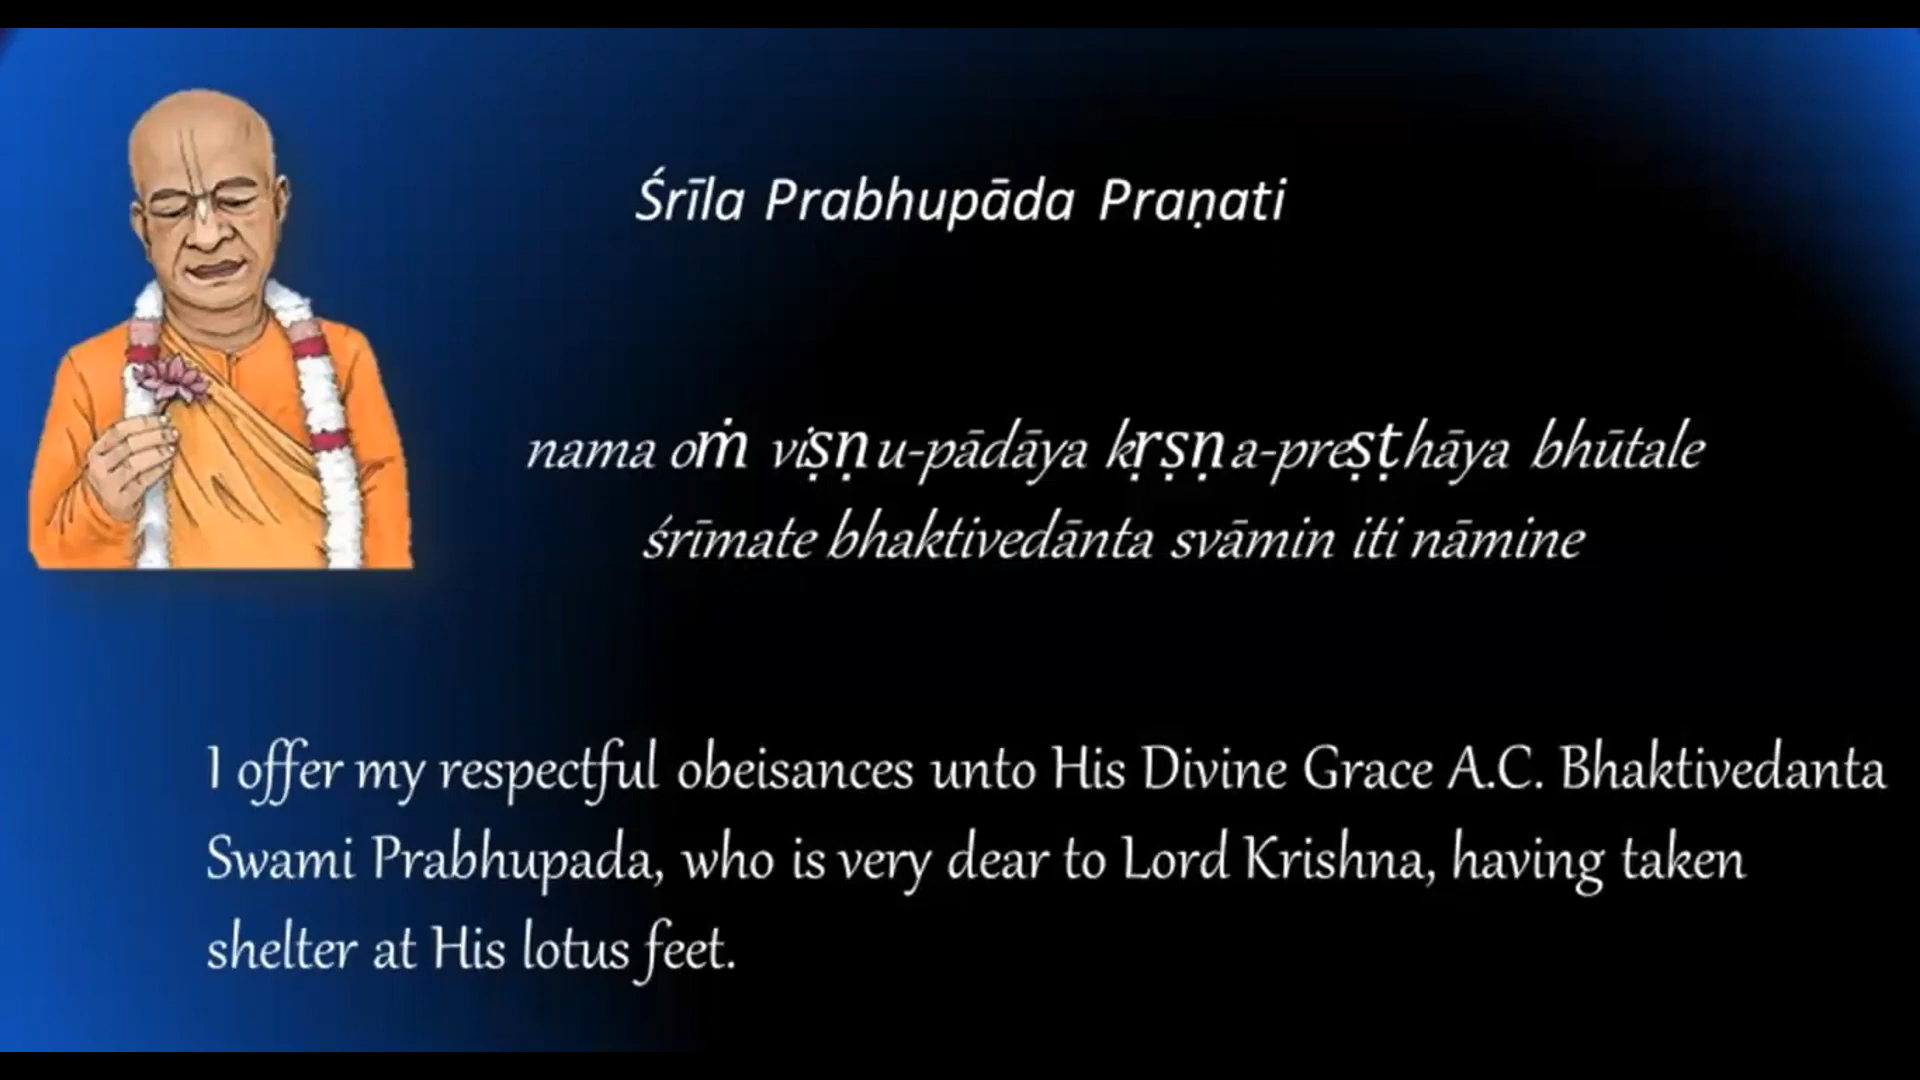 Śrīla Prabhupāda Praṇati
nama oṁ viṣṇu-pādāya kṛṣṇa-preṣṭhāya bhūtale
śrīmate bhaktivedānta svāmin iti nāmine
I offer my respectful obeisances unto His Divine Grace A.C. Bhaktivedanta
Swami Prabhupada, who is very dear to Lord Krishna, having taken
shelter at His lotus feet.